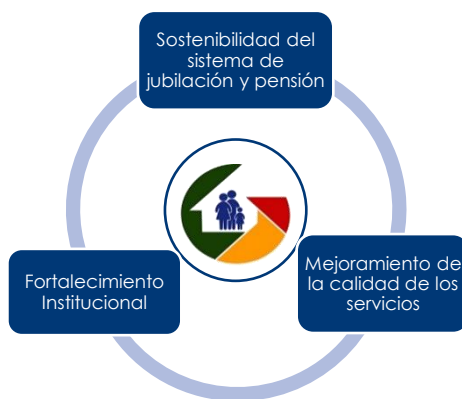 Sostenibilidad del
sistema de
jubilación y pensión
Fortalecimiento
Institucional
Mejoramiento de
la calidad de los
servicios